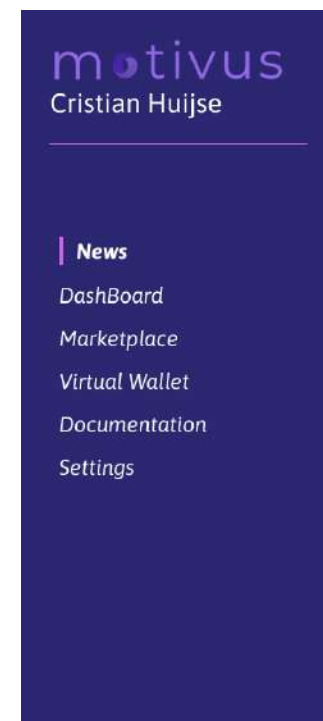 motivus
Cristian Huijse
News
DashBoard
Marketplace
Virtual Wallet
Documentation
Settings